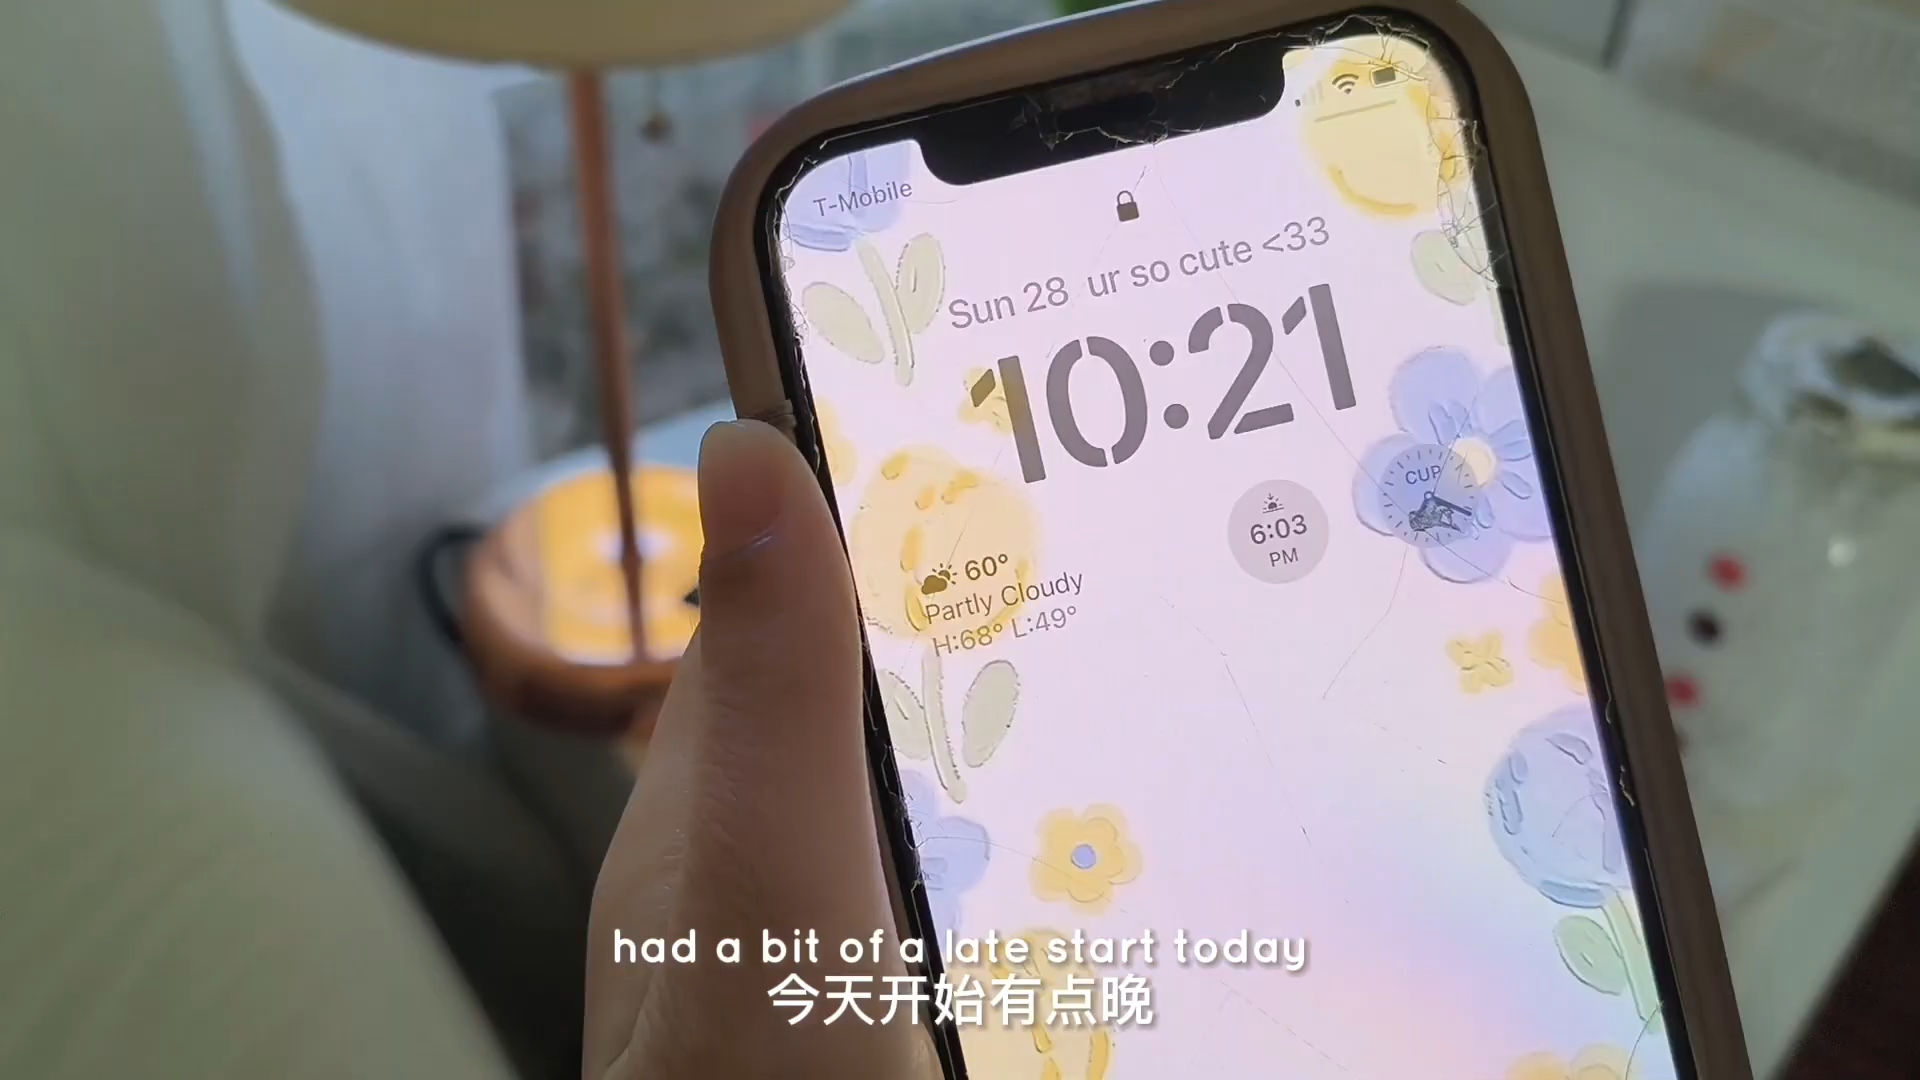 T-Mobile
Sun 28 ur so cute <33
10:21
60°
Partly Cloudy
H:68° L:49°
6:03
PM
CUP
had a bit of a late start today
今天开始有点晚